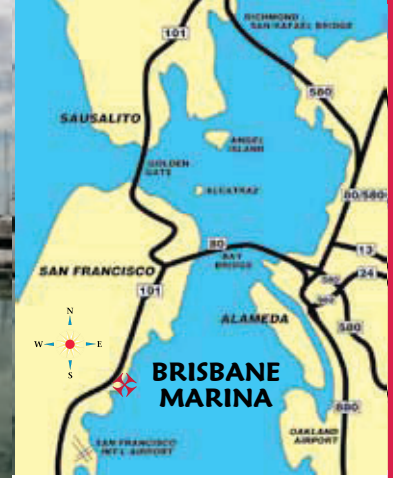 RICHMOND
SAN RAFAEL BRIDGE
101
580
SAUSALITO
ANGEL
ISLAND
GOLDEN
GATE
ALCATRAZ
80/580
80
13
BAY
BRIDGE
24
SAN FRANCISCO
580
101
ALAMEDA
980
N
W
E
S
580
BRISBANE
MARINA
880
OAKLAND
AIRPORT
SAN FRANCISCO
INT'L AIRPORT